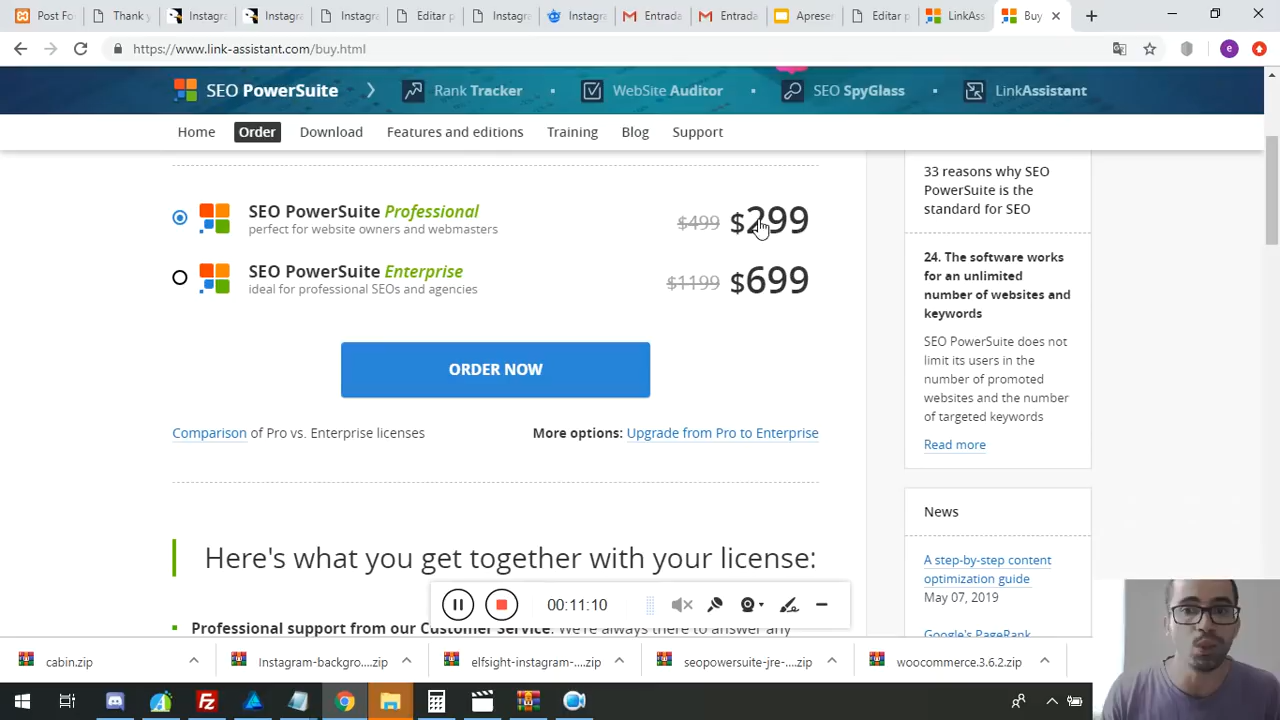 Post Fo
Thank y
Instagra
Instagra
Instagra
Editar p
Instagra
Instagra
Entrada
Entrada
Aprese
Editar p
LinkAss
Buy
https://www.link-assistant.com/buy.html
e
SEO PowerSuite
Rank Tracker
WebSite Auditor
SEO SpyGlass
LinkAssistant
Home
Order
Download
Features and editions
Training
Blog
Support
SEO PowerSuite Professional
perfect for website owners and webmasters
$499 $299
SEO PowerSuite Enterprise
ideal for professional SEOs and agencies
$1199 $699
ORDER NOW
Comparison of Pro vs. Enterprise licenses
More options: Upgrade from Pro to Enterprise
Here's what you get together with your license:
Professional support from our Customer Service. We're always there to answer any
33 reasons why SEO
PowerSuite is the
standard for SEO
24. The software works
for an unlimited
number of websites and
keywords
SEO PowerSuite does not
limit its users in the
number of promoted
websites and the number
of targeted keywords
Read more
News
A step-by-step content
optimization guide
May 07, 2019
Google's PageRank
00:11:10
cabin.zip
Instagram-backgro....zip
elfsight-instagram-....zip
seopowersuite-jre-....zip
woocommerce.3.6.2.zip